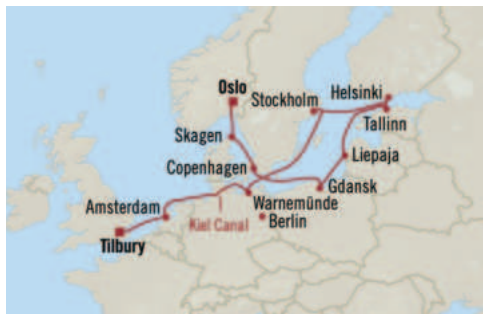 Oslo
Stockholm
Helsinki
Tallinn
Skagen
Liepaja
Copenhagen
Gdansk
Warnemünde
Berlin
Amsterdam
Kiel Canal
Tilbury